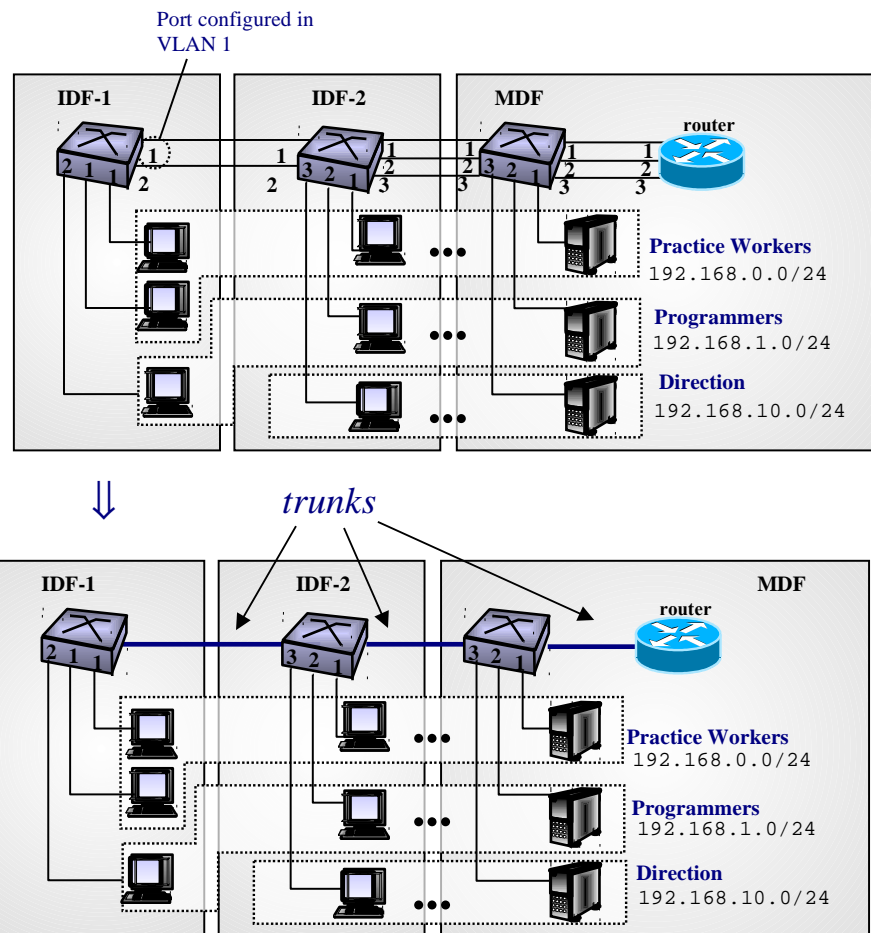 Port configured in
VLAN 1
IDF-1
IDF-2
MDF
router
1
1
1
1
1
2
1
1
3
2
1
2
3
2
1
2
2
2
2
2
3
3
3
3
Practice Workers
192.168.0.0/24
Programmers
192.168.1.0/24
Direction
192.168.10.0/24
⇓
trunks
IDF-1
IDF-2
MDF
router
2
1
1
3
2
1
3
2
1
Practice Workers
192.168.0.0/24
Programmers
192.168.1.0/24
Direction
192.168.10.0/24